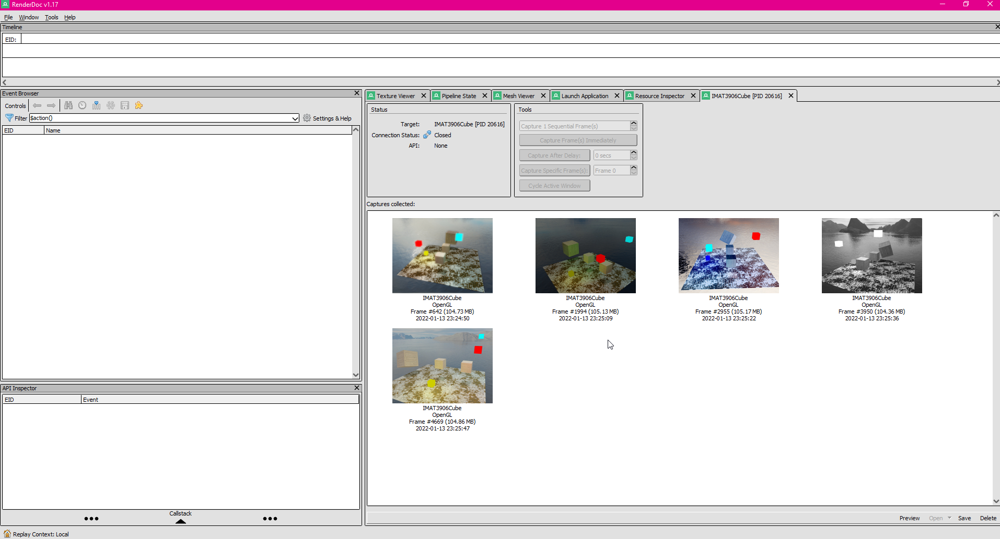 RenderDoc v1.17
File Window Tools Help
Timeline
EID:
Event Browser
Controls
Filter $action() Settings & Help
EID Name
API Inspector
EID Event
Callstack
Texture Viewer Pipeline State Mesh Viewer Launch Application Resource Inspector IMAT3906Cube [PID 20616]
Status
Target: IMAT3906Cube [PID 20616]
Connection Status: Closed
API: None
Tools
Capture 1 Sequential Frame(s)
Capture Frame(s) Immediately
Capture After Delay: 0 secs
Capture Specific Frame(s): Frame 0
Cycle Active Window
Captures collected:
IMAT3906Cube
OpenGL
Frame #642 (104.73 MB)
2022-01-13 23:24:50
IMAT3906Cube
OpenGL
Frame #1994 (105.13 MB)
2022-01-13 23:25:09
IMAT3906Cube
OpenGL
Frame #2955 (105.17 MB)
2022-01-13 23:25:22
IMAT3906Cube
OpenGL
Frame #3950 (104.36 MB)
2022-01-13 23:25:36
IMAT3906Cube
OpenGL
Frame #4669 (104.86 MB)
2022-01-13 23:25:47
Preview Open Save Delete
Replay Context: Local